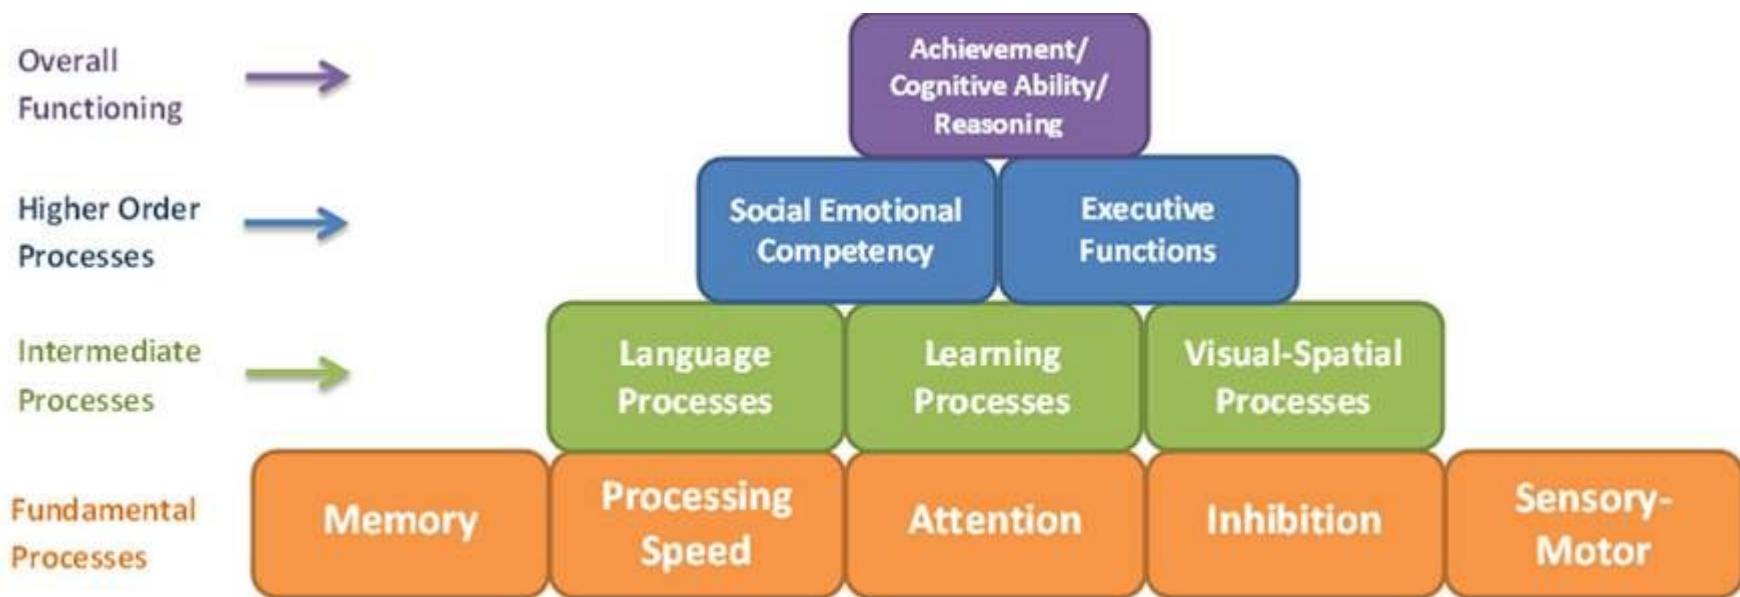 Overall
Functioning
Achievement/
Cognitive Ability/
Reasoning
Higher Order
Processes
Social Emotional
Competency
Executive
Functions
Intermediate
Processes
Language
Processes
Learning
Processes
Visual-Spatial
Processes
Fundamental
Processes
Memory
Processing
Speed
Attention
Inhibition
Sensory-
Motor